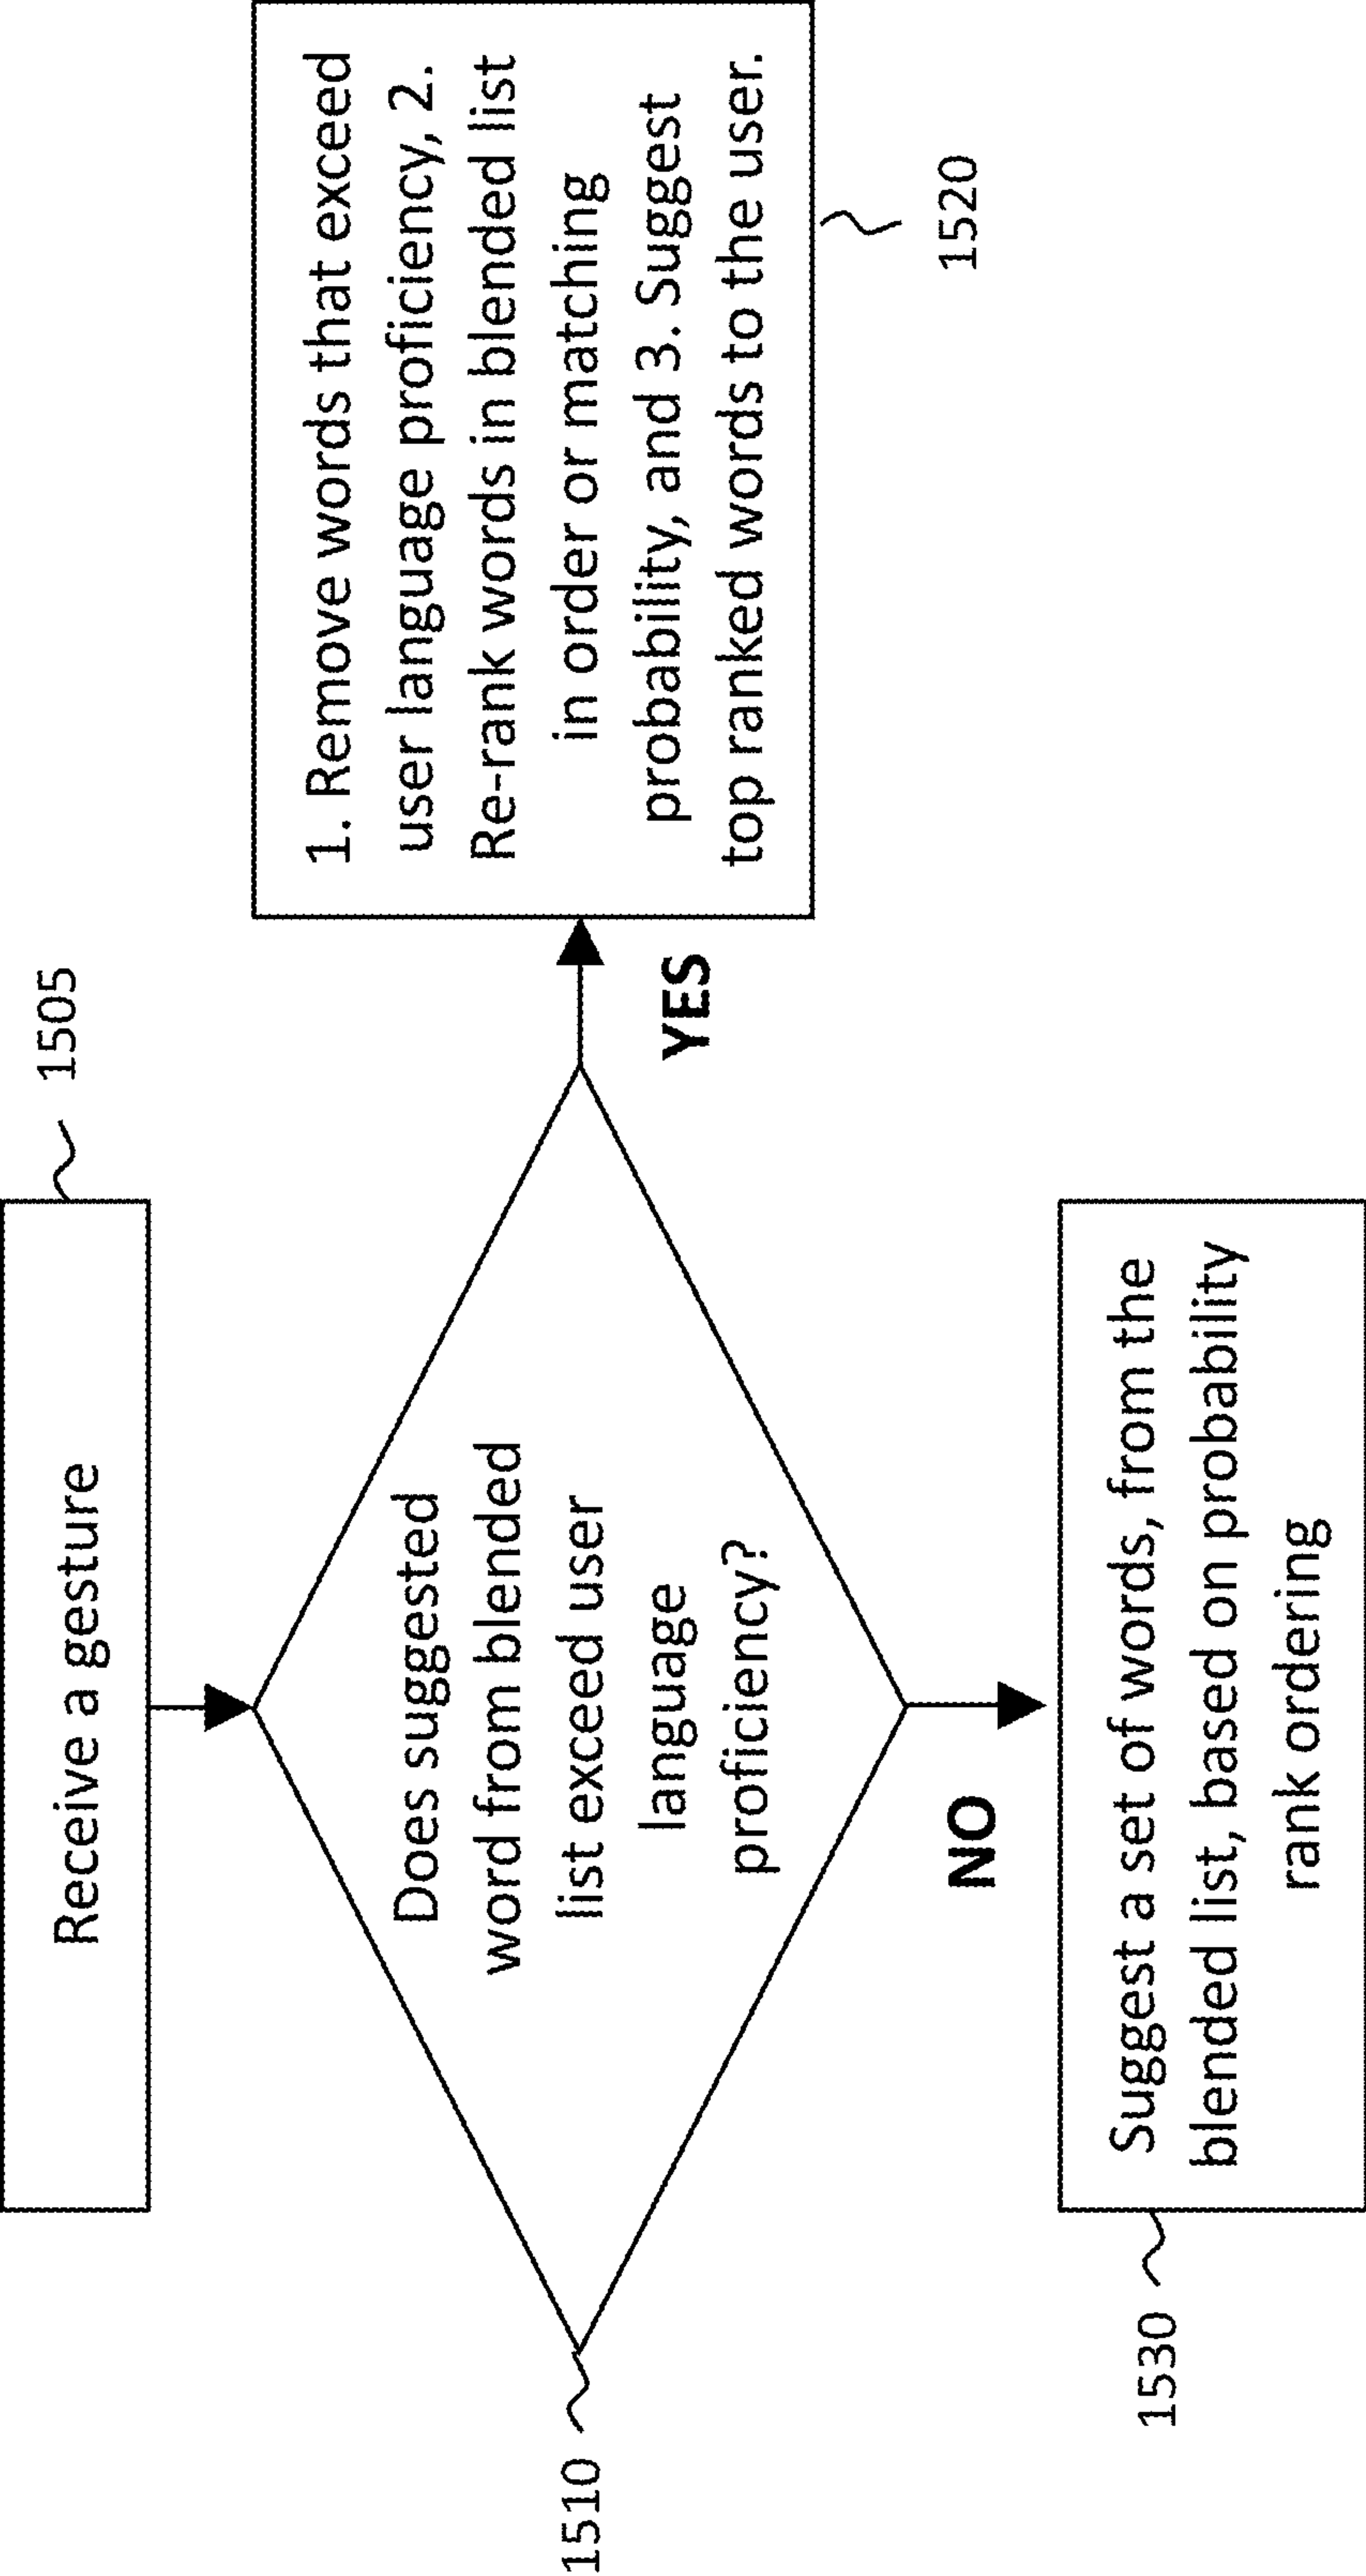 Receive a gesture
1505
Does suggested
word from blended
list exceed user
language
proficiency?
1510
YES
1. Remove words that exceed
user language proficiency, 2.
Re-rank words in blended list
in order or matching
probability, and 3. Suggest
top ranked words to the user.
1520
NO
Suggest a set of words, from the
blended list, based on probability
rank ordering
1530